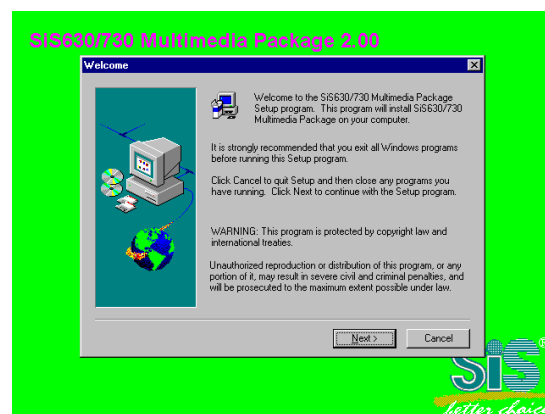 SiS630/730 Multimedia Package 2.00
Welcome
Welcome to the SiS630/730 Multimedia Package
Setup program. This program will install SiS630/730
Multimedia Package on your computer.
It is strongly recommended that you exit all Windows programs
before running this Setup program.
Click Cancel to quit Setup and then close any programs you
have running. Click Next to continue with the Setup program.
WARNING: This program is protected by copyright law and
international treaties.
Unauthorized reproduction or distribution of this program, or any
portion of it, may result in severe civil and criminal penalties, and
will be prosecuted to the maximum extent possible under law.
Next >
Cancel
SiS®
better choice